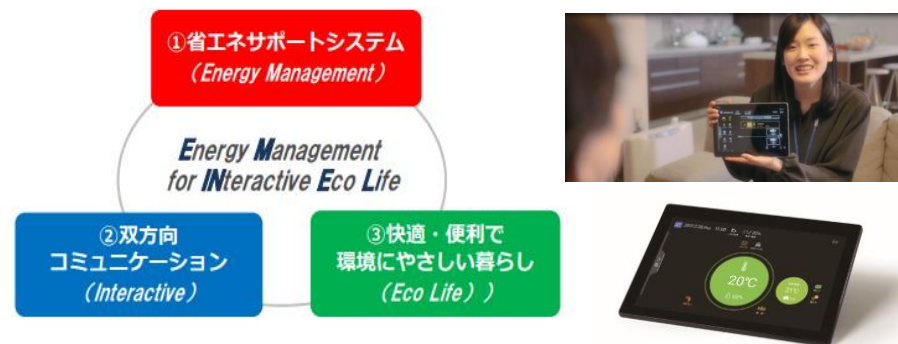 ①省エネサポートシステム
(Energy Management)
Energy Management
for INteractive Eco Life
②双方向
コミュニケーション
(Interactive)
③快適・便利で
環境にやさしい暮らし
(Eco Life))
20℃